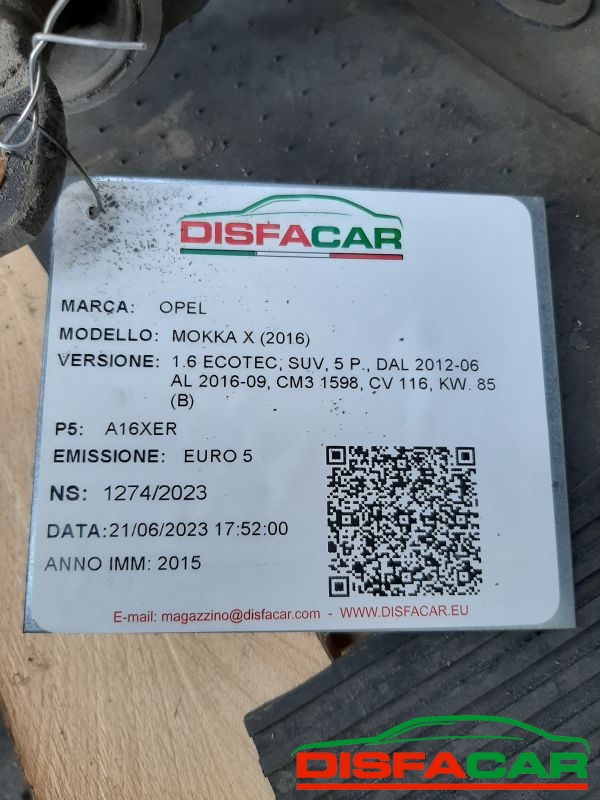 DISFACAR
MARCA: OPEL
MODELLO: MOKKA X (2016)
VERSIONE: 1.6 ECOTEC, SUV, 5 P., DAL 2012-06
AL 2016-09, CM3 1598, CV 116, KW. 85
(B)
P5: A16XER
EMISSIONE: EURO 5
NS: 1274/2023
DATA:21/06/2023 17:52:00
ANNO IMM: 2015
E-mail: magazzino@disfacar.com - WWW.DISFACAR.EU
DISFACAR